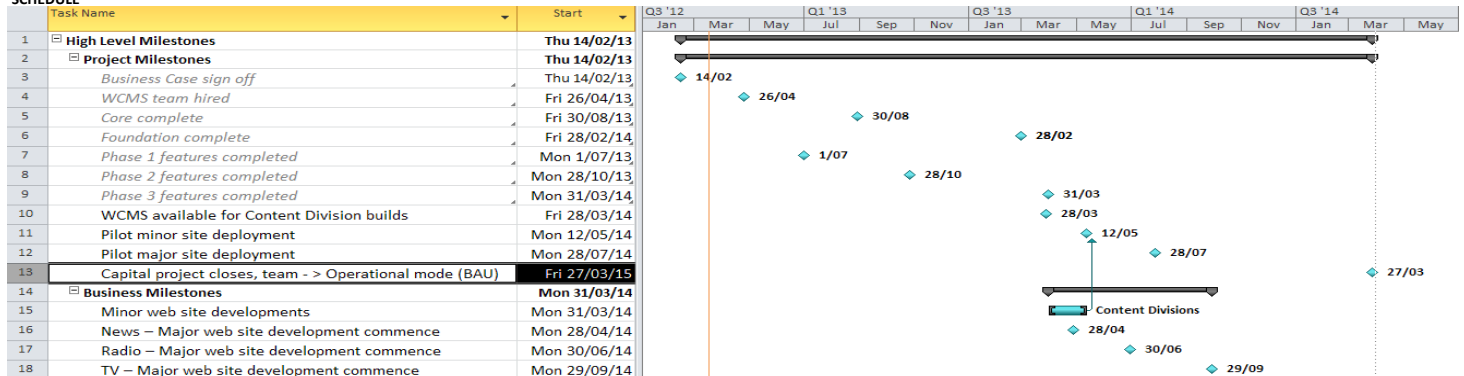 SCHEDULE
Task Name Start Q3 '12 Q1 '13 Q3 '13 Q1 '14 Q3 '14
Jan Mar May Jul Sep Nov Jan Mar May Jul Sep Nov Jan Mar May
1 High Level Milestones Thu 14/02/13
2 Project Milestones Thu 14/02/13
3 Business Case sign off Thu 14/02/13 14/02
4 WCMS team hired Fri 26/04/13 26/04
5 Core complete Fri 30/08/13 30/08
6 Foundation complete Fri 28/02/14 28/02
7 Phase 1 features completed Mon 1/07/13 1/07
8 Phase 2 features completed Mon 28/10/13 28/10
9 Phase 3 features completed Mon 31/03/14 31/03
10 WCMS available for Content Division builds Fri 28/03/14 28/03
11 Pilot minor site deployment Mon 12/05/14 12/05
12 Pilot major site deployment Mon 28/07/14 28/07
13 Capital project closes, team - > Operational mode (BAU) Fri 27/03/15 27/03
14 Business Milestones Mon 31/03/14
15 Minor web site developments Mon 31/03/14 Content Divisions
16 News – Major web site development commence Mon 28/04/14 28/04
17 Radio – Major web site development commence Mon 30/06/14 30/06
18 TV – Major web site development commence Mon 29/09/14 29/09